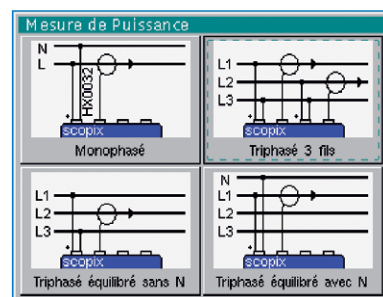 Mesure de Puissance
N
L
HX0032
scopix
Monophasé
L1
L2
L3
scopix
Triphasé 3 fils
L1
L2
L3
scopix
Triphasé équilibré sans N
N
L1
L2
L3
scopix
Triphasé équilibré avec N